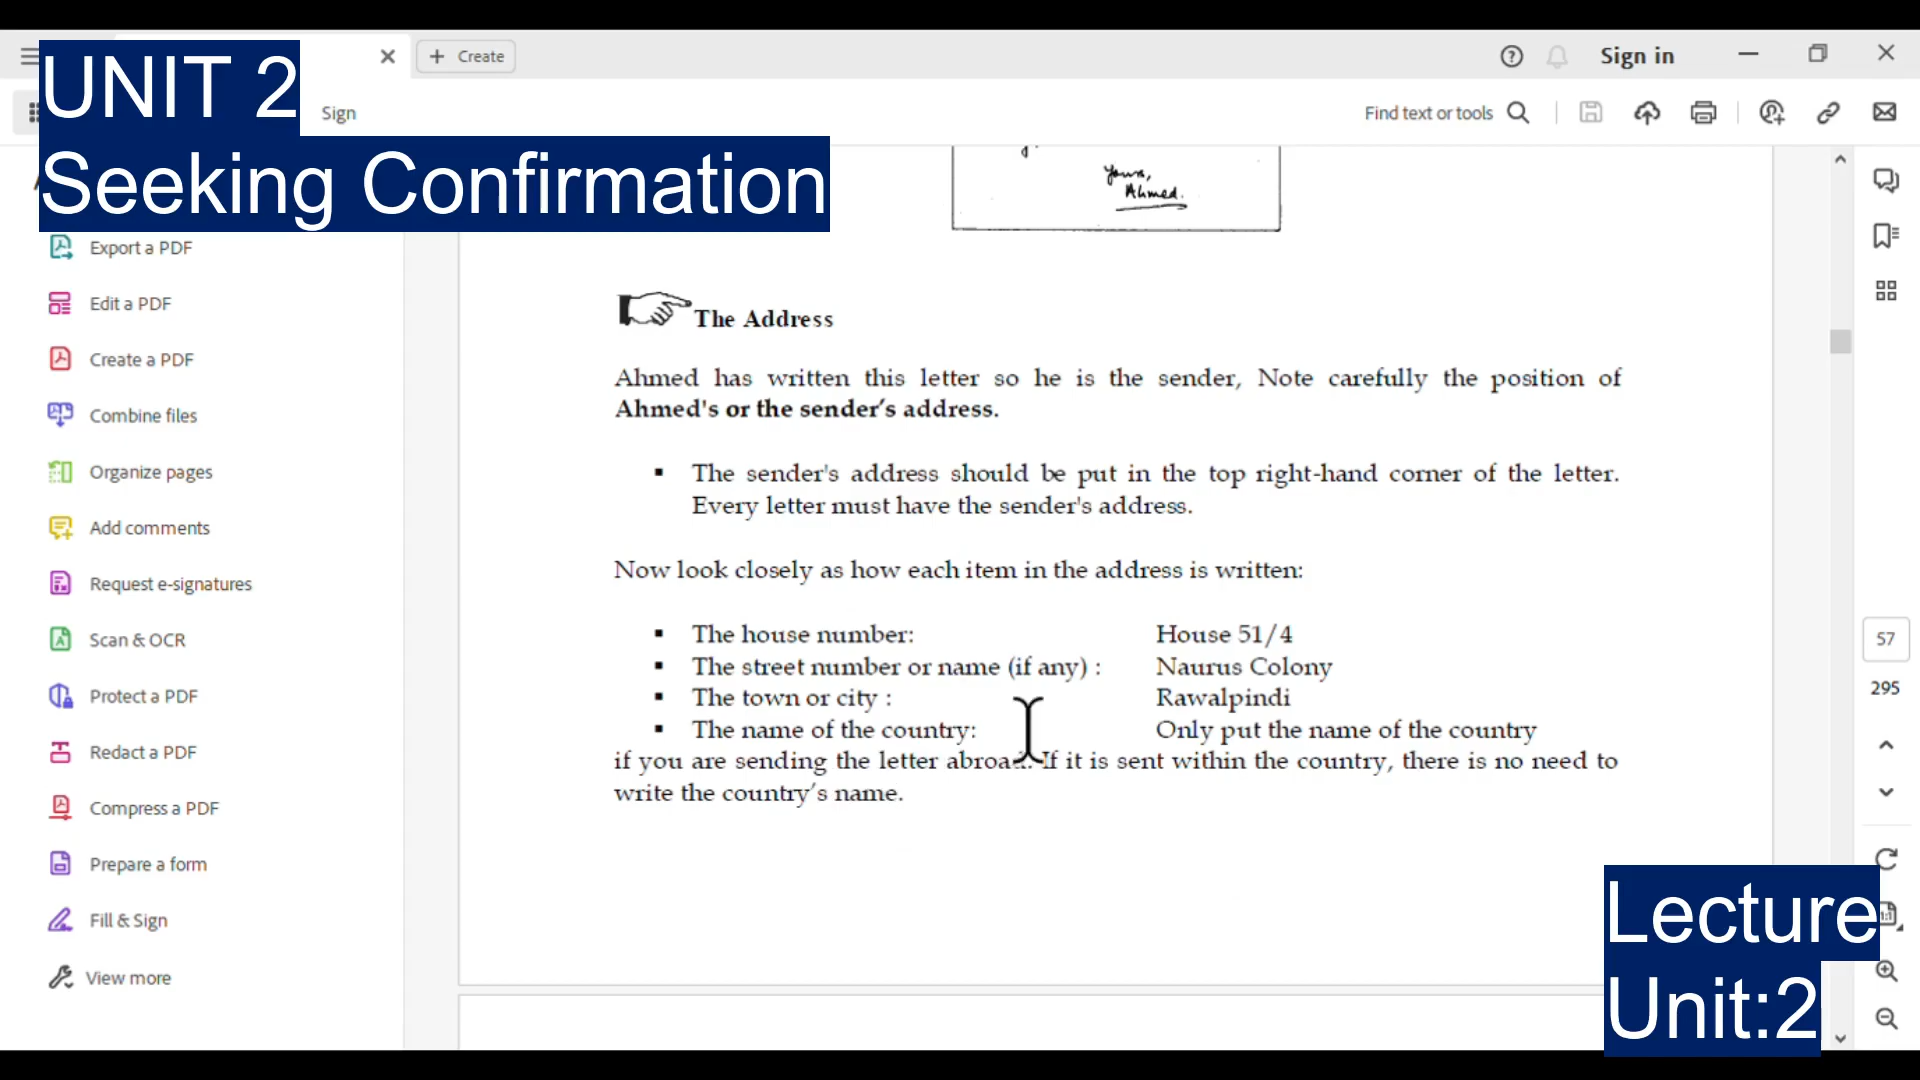 UNIT 2
Seeking Confirmation
Create
Sign in
Sign
Find text or tools
Export a PDF
Edit a PDF
Create a PDF
Combine files
Organize pages
Add comments
Request e-signatures
Scan & OCR
Protect a PDF
Redact a PDF
Compress a PDF
Prepare a form
Fill & Sign
View more
Yours,
Ahmed.
The Address
Ahmed has written this letter so he is the sender, Note carefully the position of
Ahmed's or the sender's address.
▪ The sender's address should be put in the top right-hand corner of the letter.
Every letter must have the sender's address.
Now look closely as how each item in the address is written:
▪ The house number: House 51/4
▪ The street number or name (if any) : Naurus Colony
▪ The town or city : Rawalpindi
▪ The name of the country: Only put the name of the country
if you are sending the letter abroad. If it is sent within the country, there is no need to
write the country's name.
57
295
Lecture
Unit:2